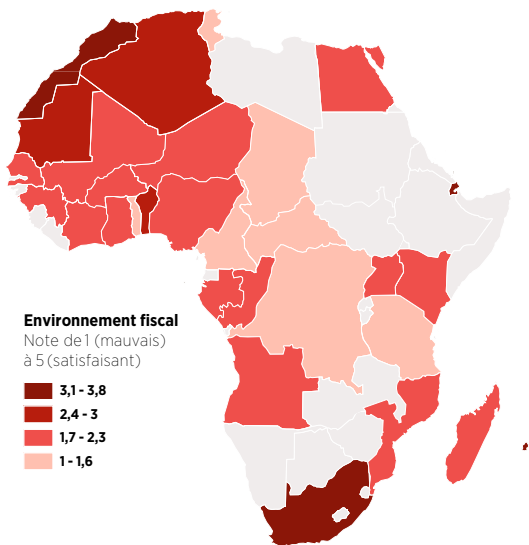 Environnement fiscal
Note de 1 (mauvais)
à 5 (satisfaisant)
3,1 - 3,8
2,4 - 3
1,7 - 2,3
1 - 1,6